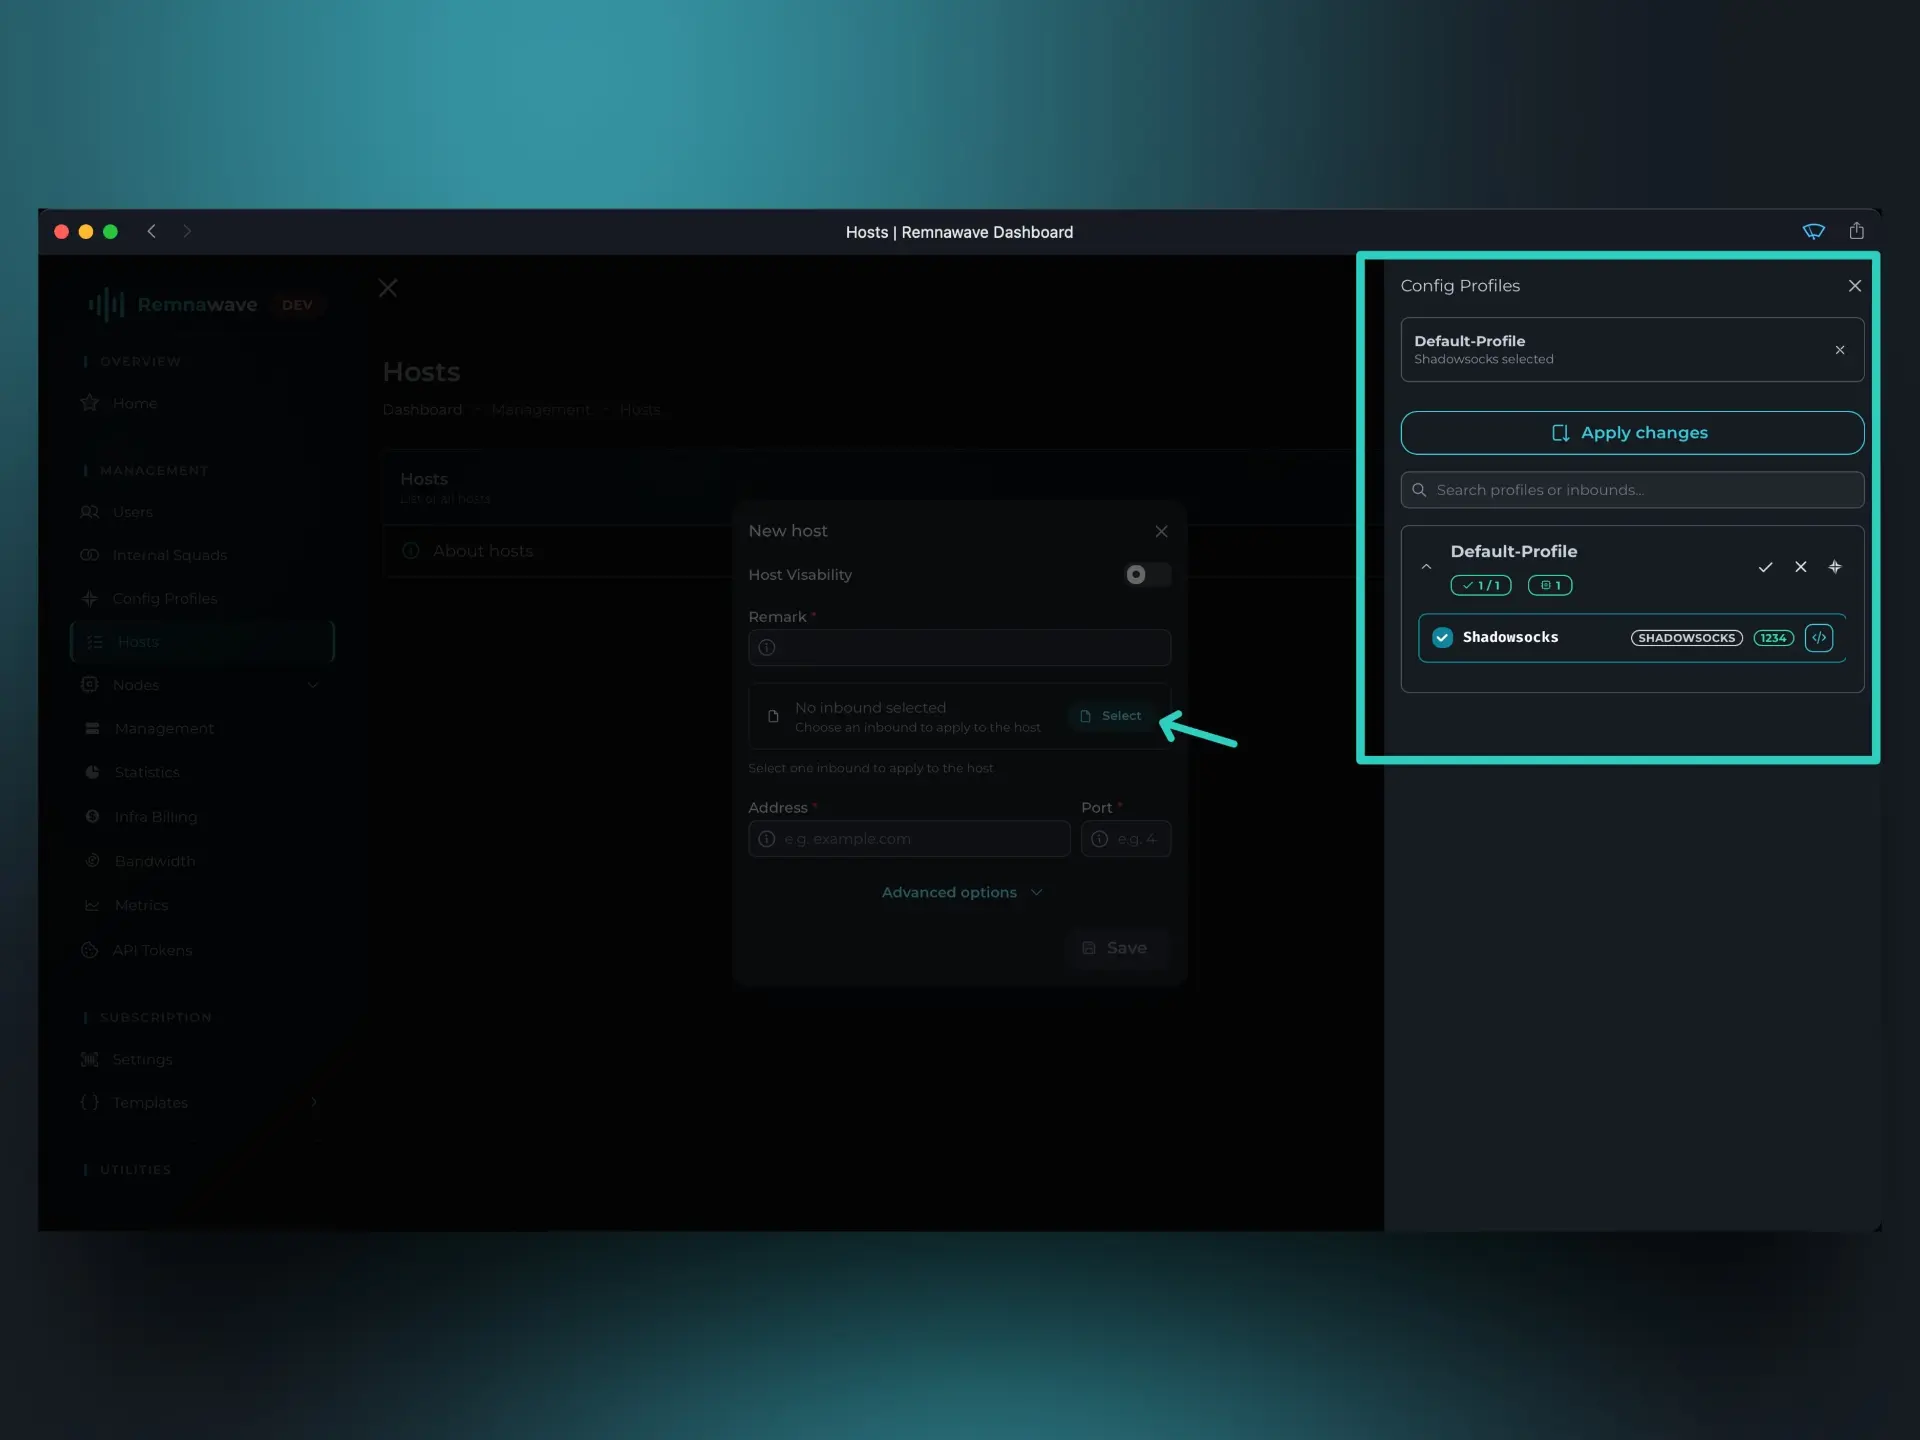 Hosts | Remnawave Dashboard
Remnawave DEV
OVERVIEW
Home
MANAGEMENT
Users
Internal Squads
Config Profiles
Hosts
Nodes
Management
Statistics
Infra Billing
Bandwidth
Metrics
API Tokens
SUBSCRIPTION
Settings
Templates
UTILITIES
Hosts
Dashboard Management Hosts
Hosts
List of all hosts
About hosts
New host
Host Visability
Remark *
No inbound selected
Choose an inbound to apply to the host
Select
Select one inbound to apply to the host
Address * Port *
e.g. example.com e.g. 4
Advanced options
Save
Config Profiles
Default-Profile
Shadowsocks selected
Apply changes
Search profiles or inbounds...
Default-Profile
1 / 1 1
Shadowsocks SHADOWSOCKS 1234